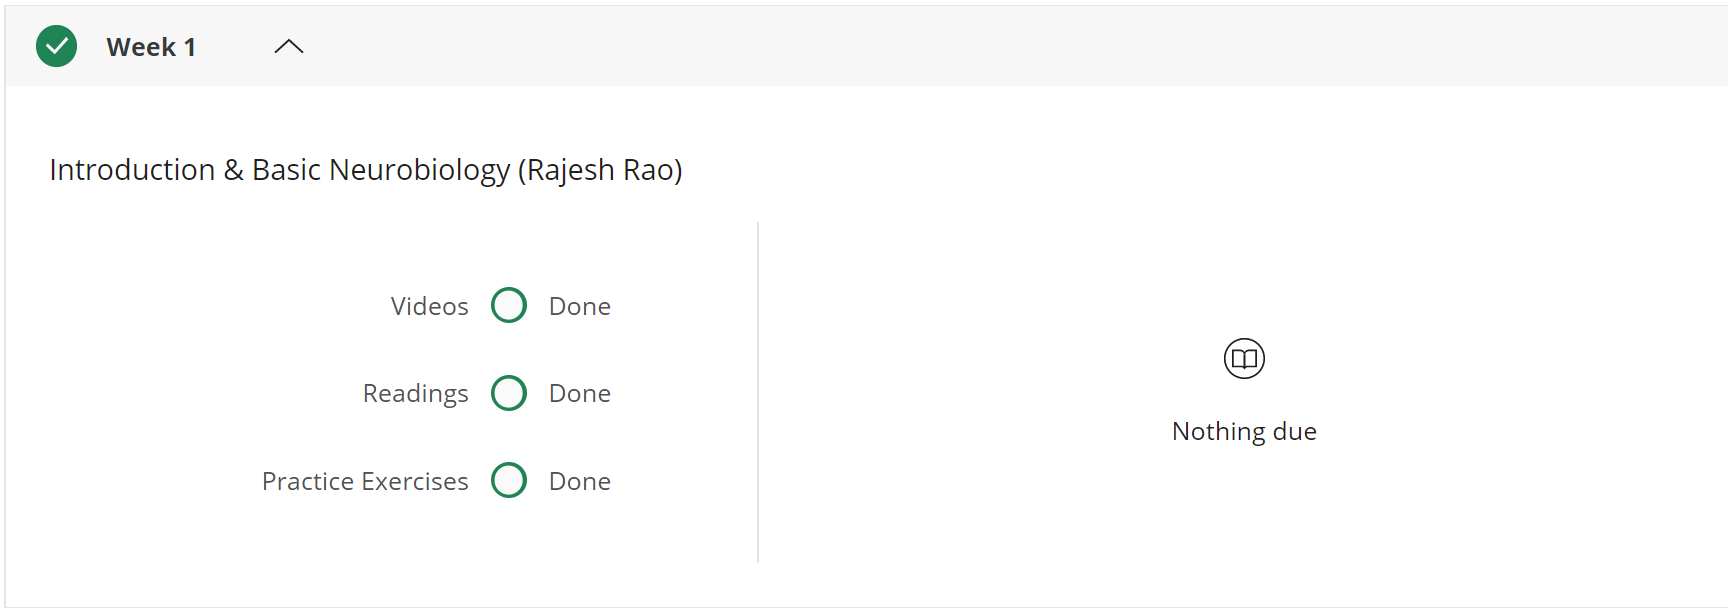 Week 1
Introduction & Basic Neurobiology (Rajesh Rao)
Videos Done
Readings Done
Practice Exercises Done
Nothing due